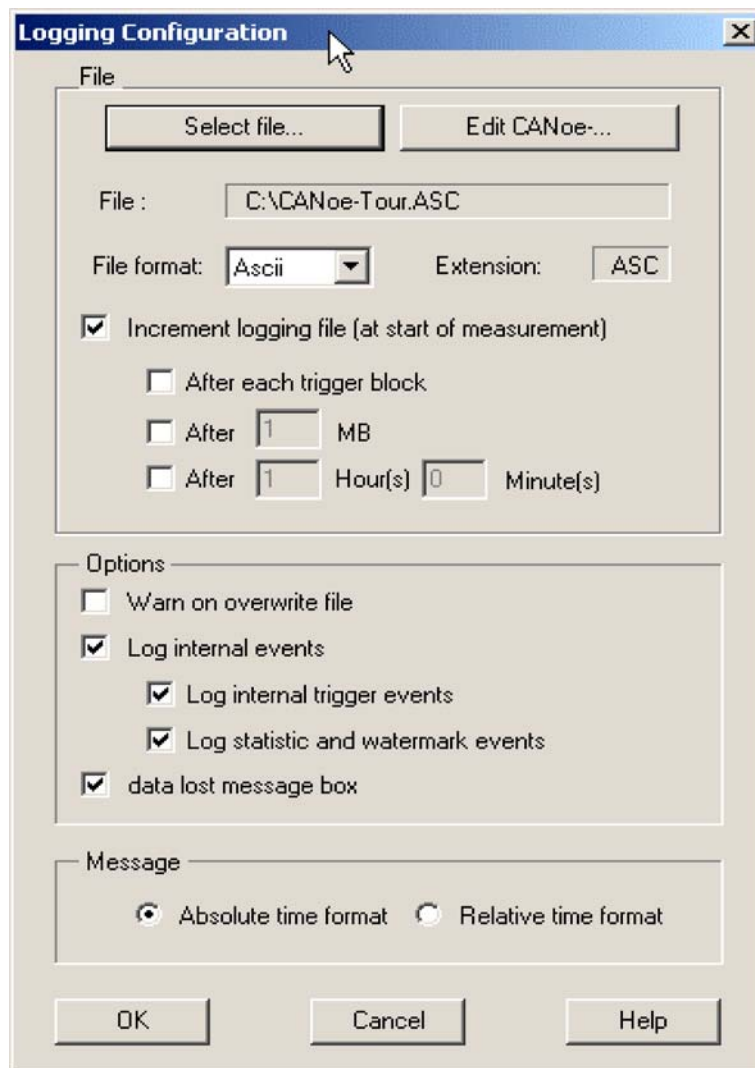 Logging Configuration
File
Select file... Edit CANoe-...
File : C:\CANoe-Tour.ASC
File format: Ascii Extension: ASC
Increment logging file (at start of measurement)
After each trigger block
After 1 MB
After 1 Hour(s) 0 Minute(s)
Options
Warn on overwrite file
Log internal events
Log internal trigger events
Log statistic and watermark events
data lost message box
Message
Absolute time format Relative time format
OK Cancel Help